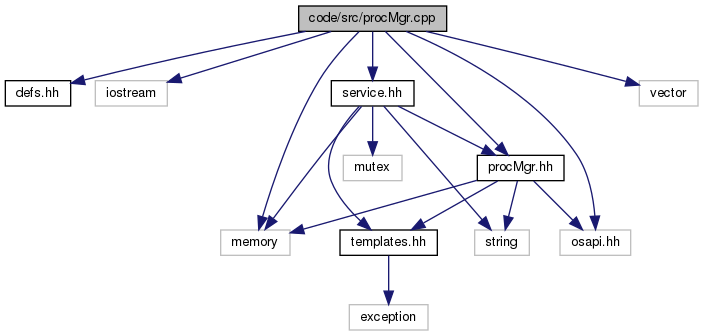 code/src/procMgr.cpp
defs.hh
iostream
service.hh
vector
mutex
procMgr.hh
memory
templates.hh
string
osapi.hh
exception